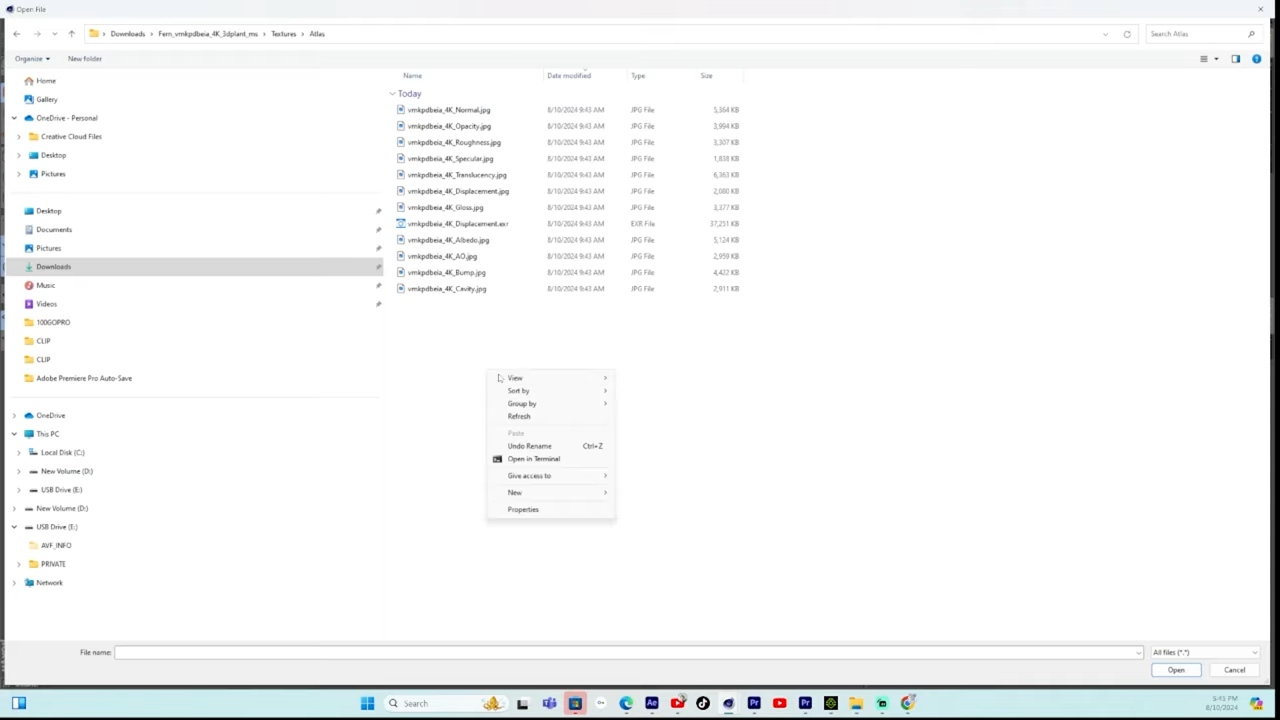 Open File
Downloads > Fern_vmkpdbeia_4K_3dplant_ms > Textures > Atlas
Search Atlas
Organize
New folder
Name
Date modified
Type
Size
Today
vmkpdbeia_4K_Normal.jpg 8/10/2024 9:43 AM JPG File 5,364 KB
vmkpdbeia_4K_Opacity.jpg 8/10/2024 9:43 AM JPG File 3,994 KB
vmkpdbeia_4K_Roughness.jpg 8/10/2024 9:43 AM JPG File 3,307 KB
vmkpdbeia_4K_Specular.jpg 8/10/2024 9:43 AM JPG File 1,838 KB
vmkpdbeia_4K_Translucency.jpg 8/10/2024 9:43 AM JPG File 6,363 KB
vmkpdbeia_4K_Displacement.jpg 8/10/2024 9:43 AM JPG File 2,080 KB
vmkpdbeia_4K_Gloss.jpg 8/10/2024 9:43 AM JPG File 3,377 KB
vmkpdbeia_4K_Displacement.exr 8/10/2024 9:43 AM EXR File 37,251 KB
vmkpdbeia_4K_Albedo.jpg 8/10/2024 9:43 AM JPG File 5,124 KB
vmkpdbeia_4K_AO.jpg 8/10/2024 9:43 AM JPG File 2,959 KB
vmkpdbeia_4K_Bump.jpg 8/10/2024 9:43 AM JPG File 4,422 KB
vmkpdbeia_4K_Cavity.jpg 8/10/2024 9:43 AM JPG File 2,911 KB
Home
Gallery
OneDrive - Personal
Creative Cloud Files
Desktop
Pictures
Desktop
Documents
Pictures
Downloads
Music
Videos
100GOPRO
CLIP
CLIP
Adobe Premiere Pro Auto-Save
OneDrive
This PC
Local Disk (C:)
New Volume (D:)
USB Drive (E:)
New Volume (D:)
USB Drive (E:)
AVF_INFO
PRIVATE
Network
View
Sort by
Group by
Refresh
Paste
Undo Rename Ctrl+Z
Open in Terminal
Give access to
New
Properties
File name:
All files (*.*)
Open
Cancel
Search
5:43 PM
8/10/2024